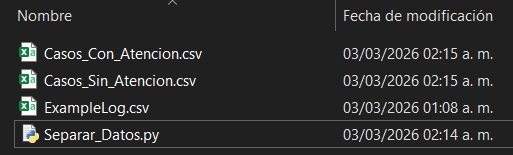 Nombre Fecha de modificación
Casos_Con_Atencion.csv 03/03/2026 02:15 a. m.
Casos_Sin_Atencion.csv 03/03/2026 02:15 a. m.
ExampleLog.csv 03/03/2026 01:08 a. m.
Separar_Datos.py 03/03/2026 02:14 a. m.